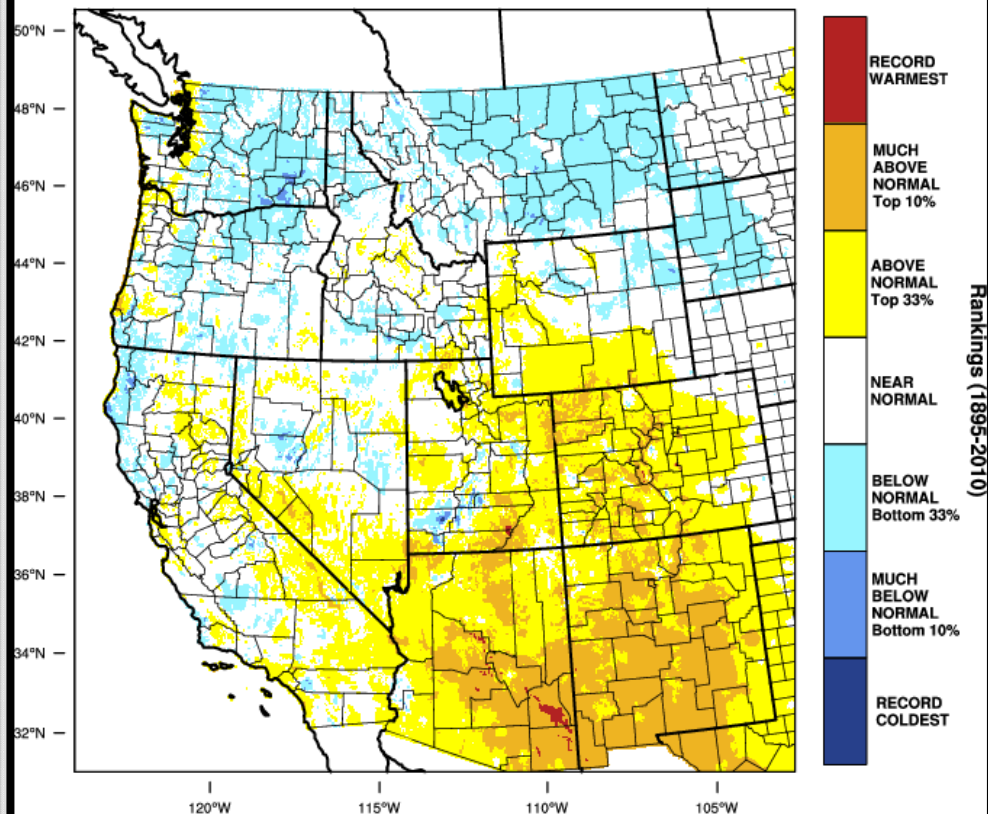 50°N
48°N
46°N
44°N
42°N
40°N
38°N
36°N
34°N
32°N
120°W
115°W
110°W
105°W
RECORD
WARMEST
MUCH
ABOVE
NORMAL
Top 10%
ABOVE
NORMAL
Top 33%
NEAR
NORMAL
BELOW
NORMAL
Bottom 33%
MUCH
BELOW
NORMAL
Bottom 10%
RECORD
COLDEST
Rankings (1895-2010)